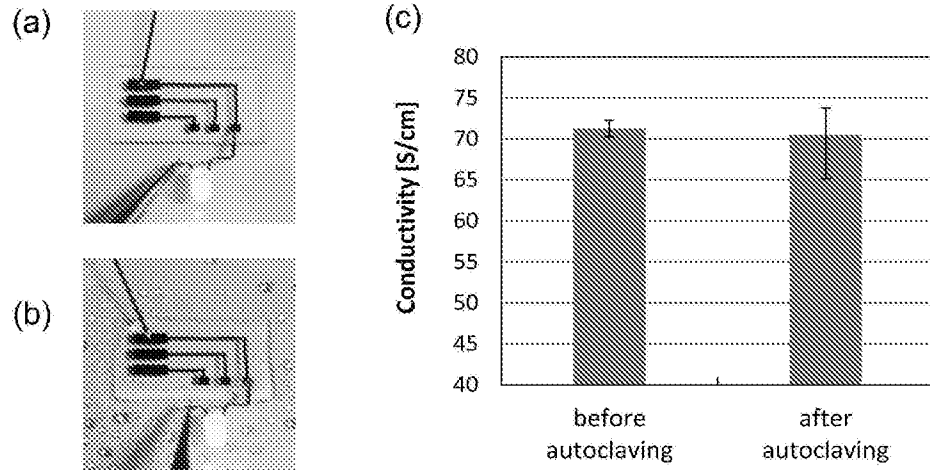 (a)
(b)
(c)
Conductivity [S/cm]
80
75
70
65
60
55
50
45
40
before
autoclaving
after
autoclaving